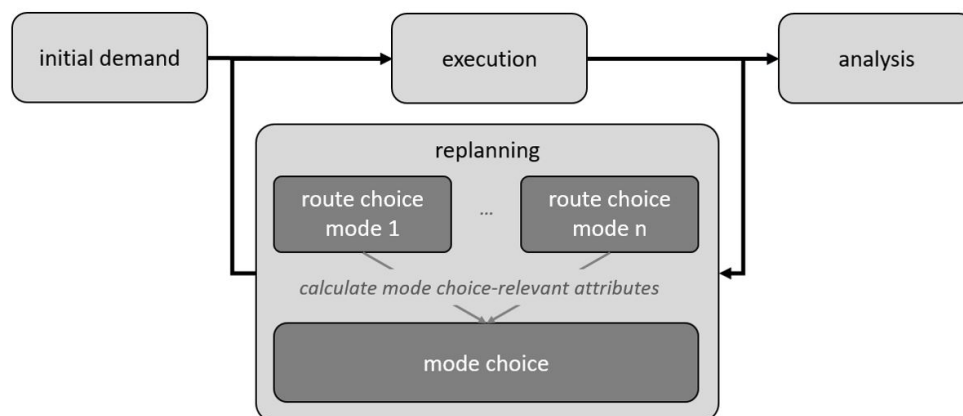 initial demand
execution
analysis
replanning
route choice
mode 1
...
route choice
mode n
calculate mode choice-relevant attributes
mode choice